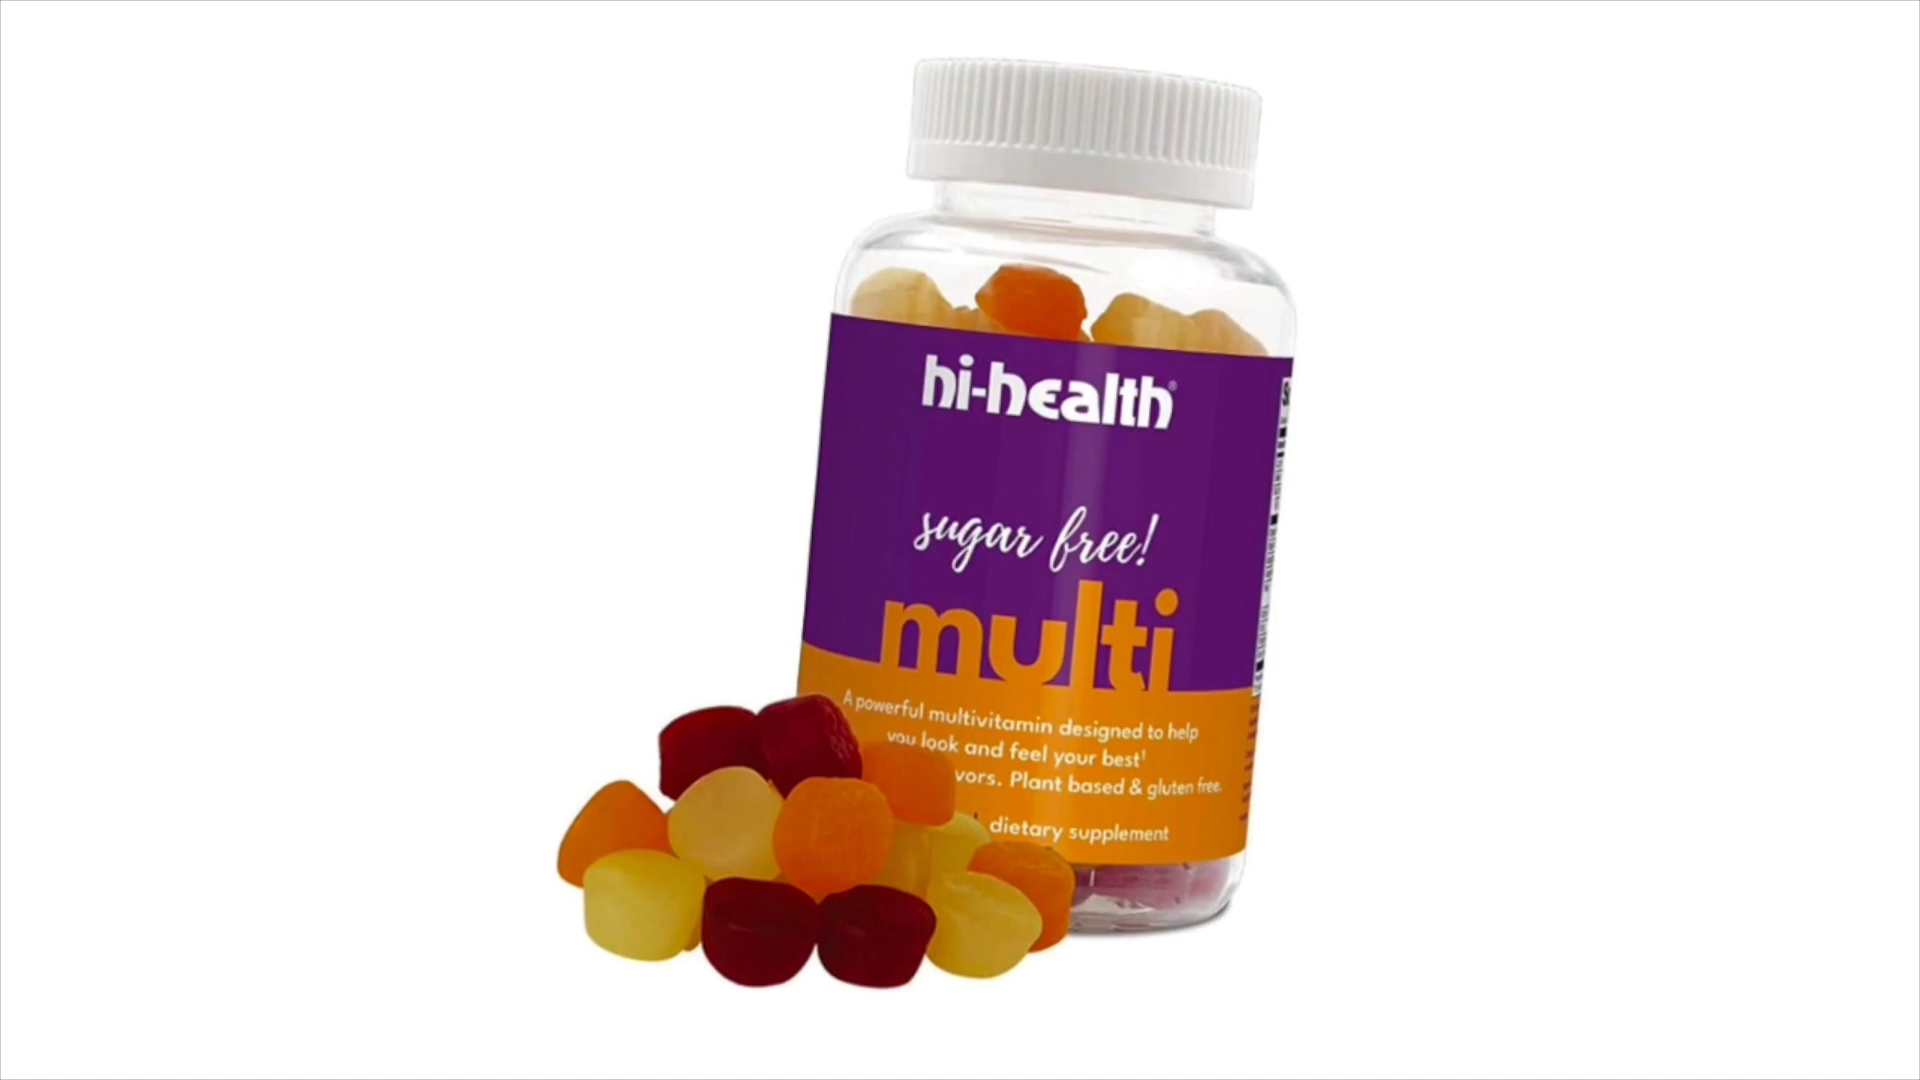 hi-health®
sugar free!
multi
A powerful multivitamin designed to help
you look and feel your best†
Plant based & gluten free.
dietary supplement